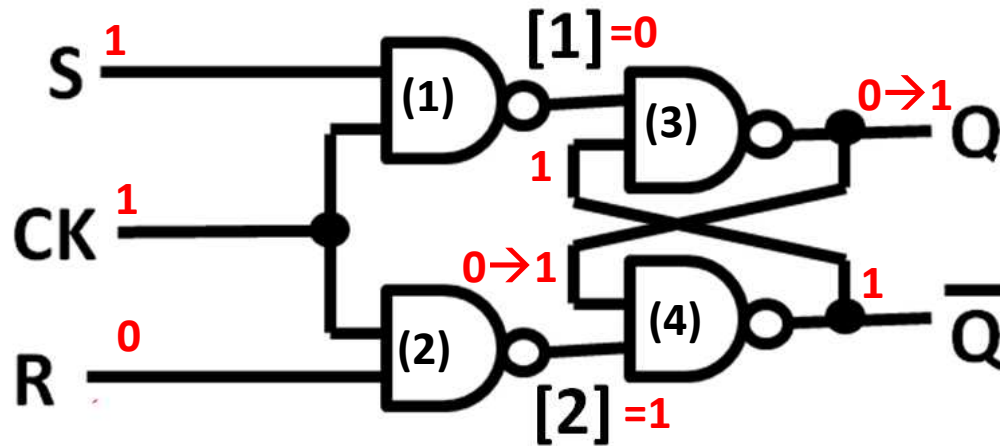 S 1
(1)
[1] =0
(3)
0→1 Q
1
CK 1
0→1
1
(4)
Q̅
R 0
(2)
[2] =1